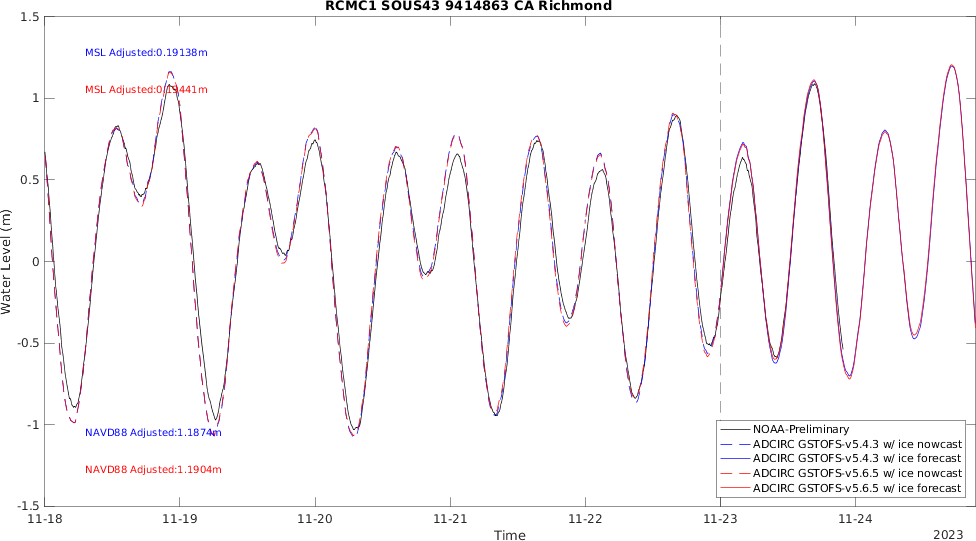 RCMC1 SOUS43 9414863 CA Richmond
1.5
1
0.5
0
-0.5
-1
-1.5
Water Level (m)
MSL Adjusted:0.19138m
MSL Adjusted:0.19441m
NAVD88 Adjusted:1.1874m
NAVD88 Adjusted:1.1904m
NOAA-Preliminary
ADCIRC GSTOFS-v5.4.3 w/ ice nowcast
ADCIRC GSTOFS-v5.4.3 w/ ice forecast
ADCIRC GSTOFS-v5.6.5 w/ ice nowcast
ADCIRC GSTOFS-v5.6.5 w/ ice forecast
11-18 11-19 11-20 11-21 11-22 11-23 11-24
Time
2023